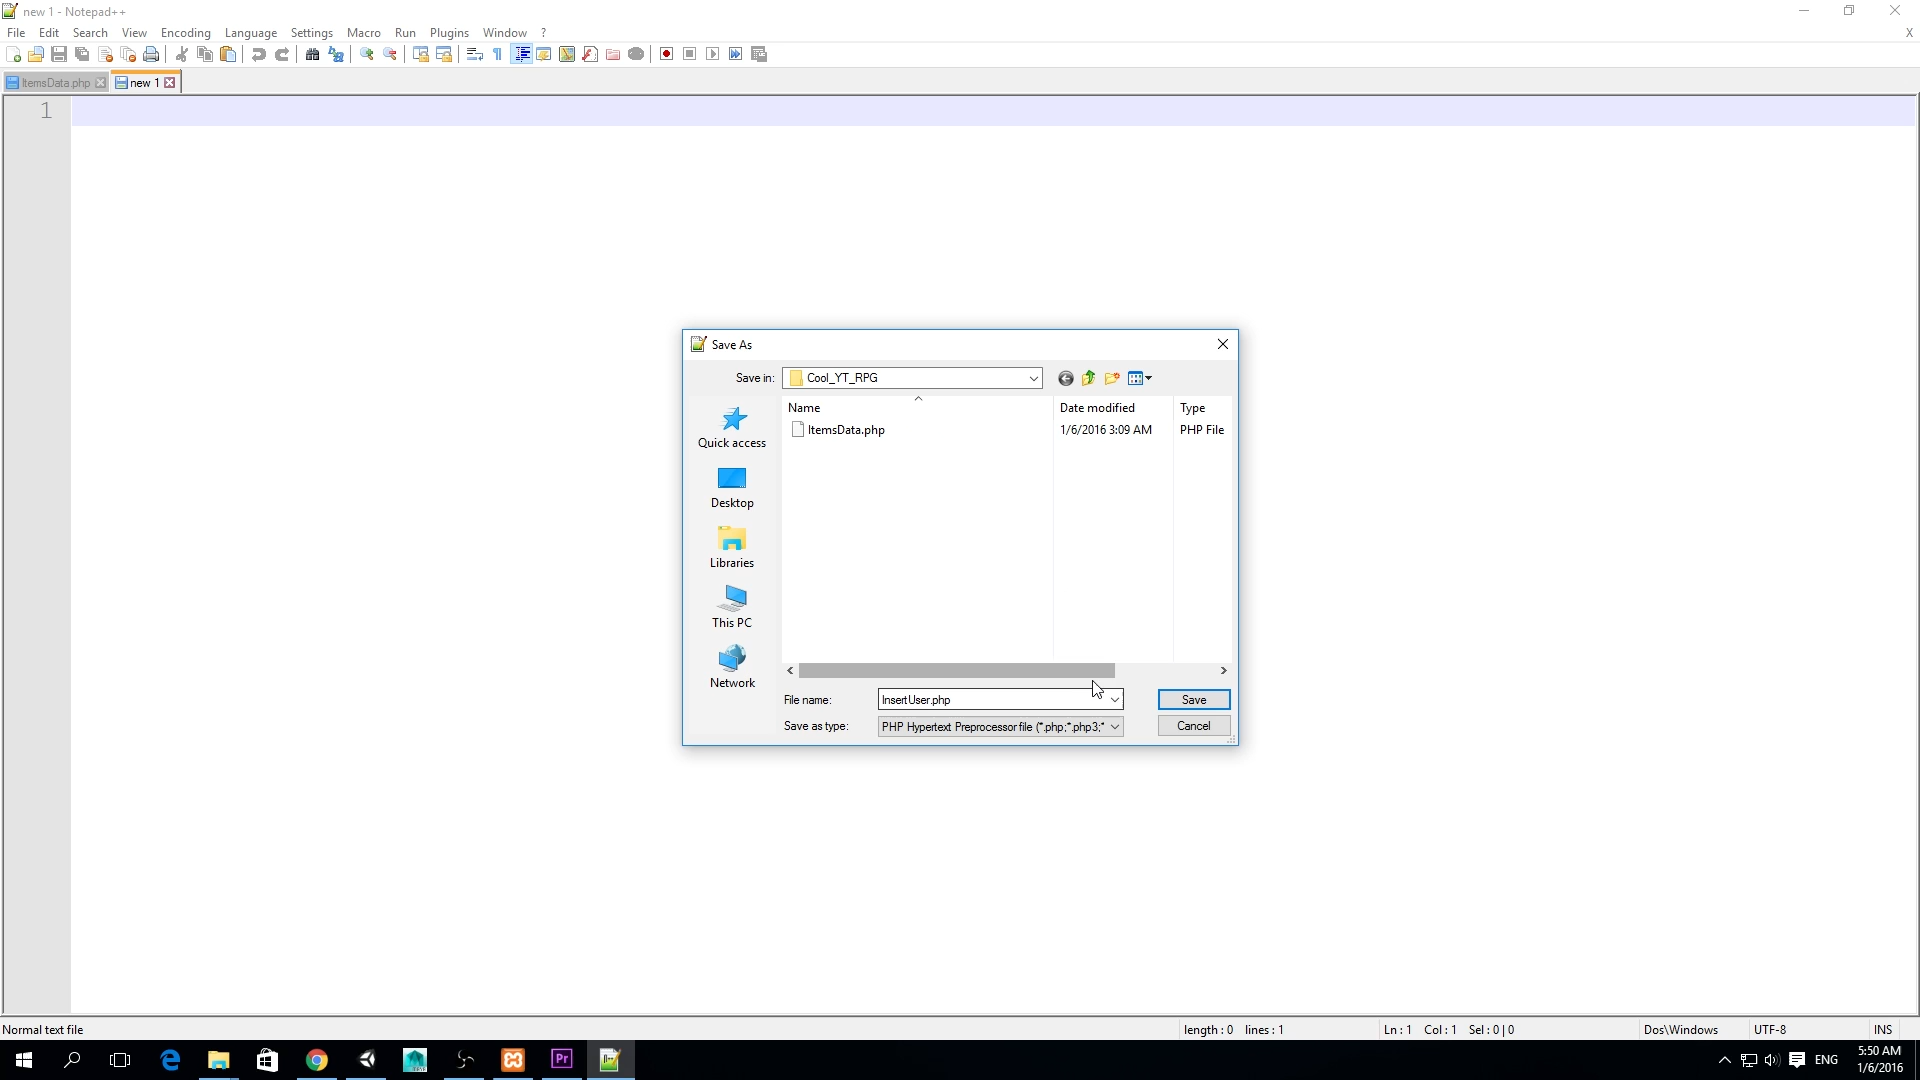 new 1 - Notepad++
File Edit Search View Encoding Language Settings Macro Run Plugins Window ? X
ItemsData.php new 1
1
Save As
Save in: Cool_YT_RPG
Name Date modified Type
ItemsData.php 1/6/2016 3:09 AM PHP File
Quick access
Desktop
Libraries
This PC
Network
File name: InsertUser.php Save
Save as type: PHP Hypertext Preprocessor file (*.php;*.php3;* Cancel
Normal text file length : 0 lines : 1 Ln : 1 Col : 1 Sel : 0 | 0 Dos\Windows UTF-8 INS
Pr ENG 5:50 AM
1/6/2016